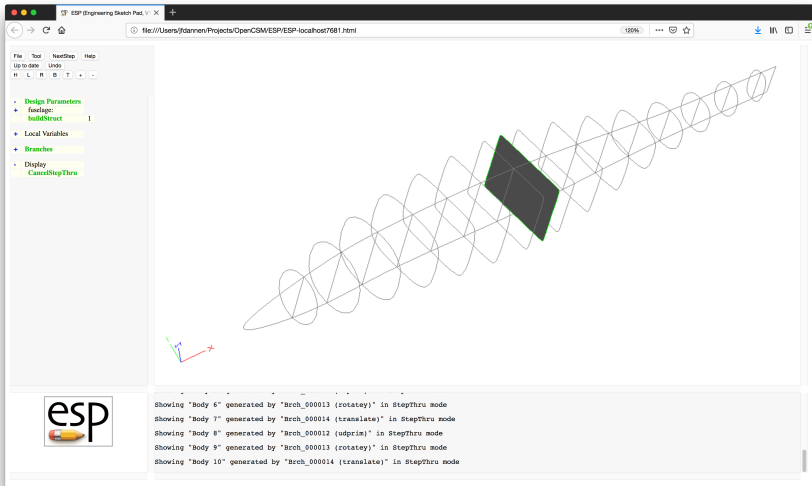 ESP (Engineering Sketch Pad, V
file:///Users/jfdannen/Projects/OpenCSM/ESP/ESP-localhost7681.html
120%
File Tool NextStep Help
Up to date Undo
H L R B T + -
- Design Parameters
+ fuselage:
buildStruct 1
+ Local Variables
+ Branches
- Display
CancelStepThru
X
esp
Showing "Body 6" generated by "Brch_000013 (rotatey)" in StepThru mode
Showing "Body 7" generated by "Brch_000014 (translate)" in StepThru mode
Showing "Body 8" generated by "Brch_000012 (udprim)" in StepThru mode
Showing "Body 9" generated by "Brch_000013 (rotatey)" in StepThru mode
Showing "Body 10" generated by "Brch_000014 (translate)" in StepThru mode